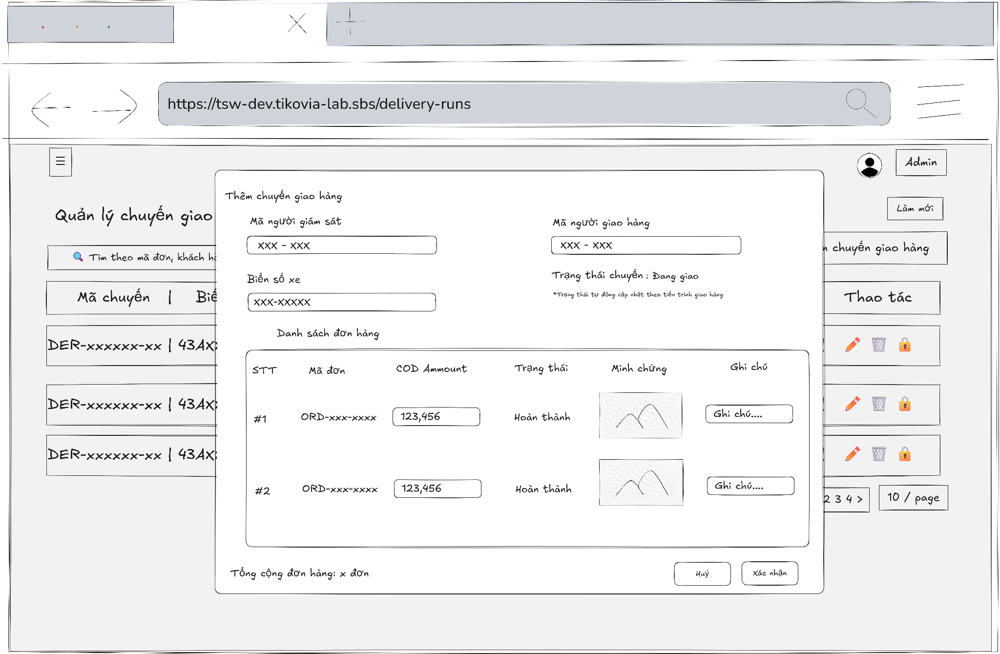 https://tsw-dev.tikovia-lab.sbs/delivery-runs
Admin
Thêm chuyến giao hàng
Quản lý chuyến giao
Làm mới
Mã người giám sát
Mã người giao hàng
XXX - XXX
XXX - XXX
Tìm theo mã đơn, khách hà
chuyến giao hàng
Biển số xe
Trạng thái chuyến : Đang giao
XXX-XXXXX
*Trạng thái tự động cập nhật theo tiến trình giao hàng
Mã chuyến | Biể
Thao tác
Danh sách đơn hàng
DER-xxxxxx-xx | 43AX
STT Mã đơn COD Ammount Trạng thái Minh chứng Ghi chú
#1 ORD-xxx-xxxx 123,456 Hoàn thành Ghi chú....
DER-xxxxxx-xx | 43AX
DER-xxxxxx-xx | 43AX
#2 ORD-xxx-xxxx 123,456 Hoàn thành Ghi chú....
2 3 4 >
10 / page
Tổng cộng đơn hàng: x đơn
Huỷ
Xác nhận